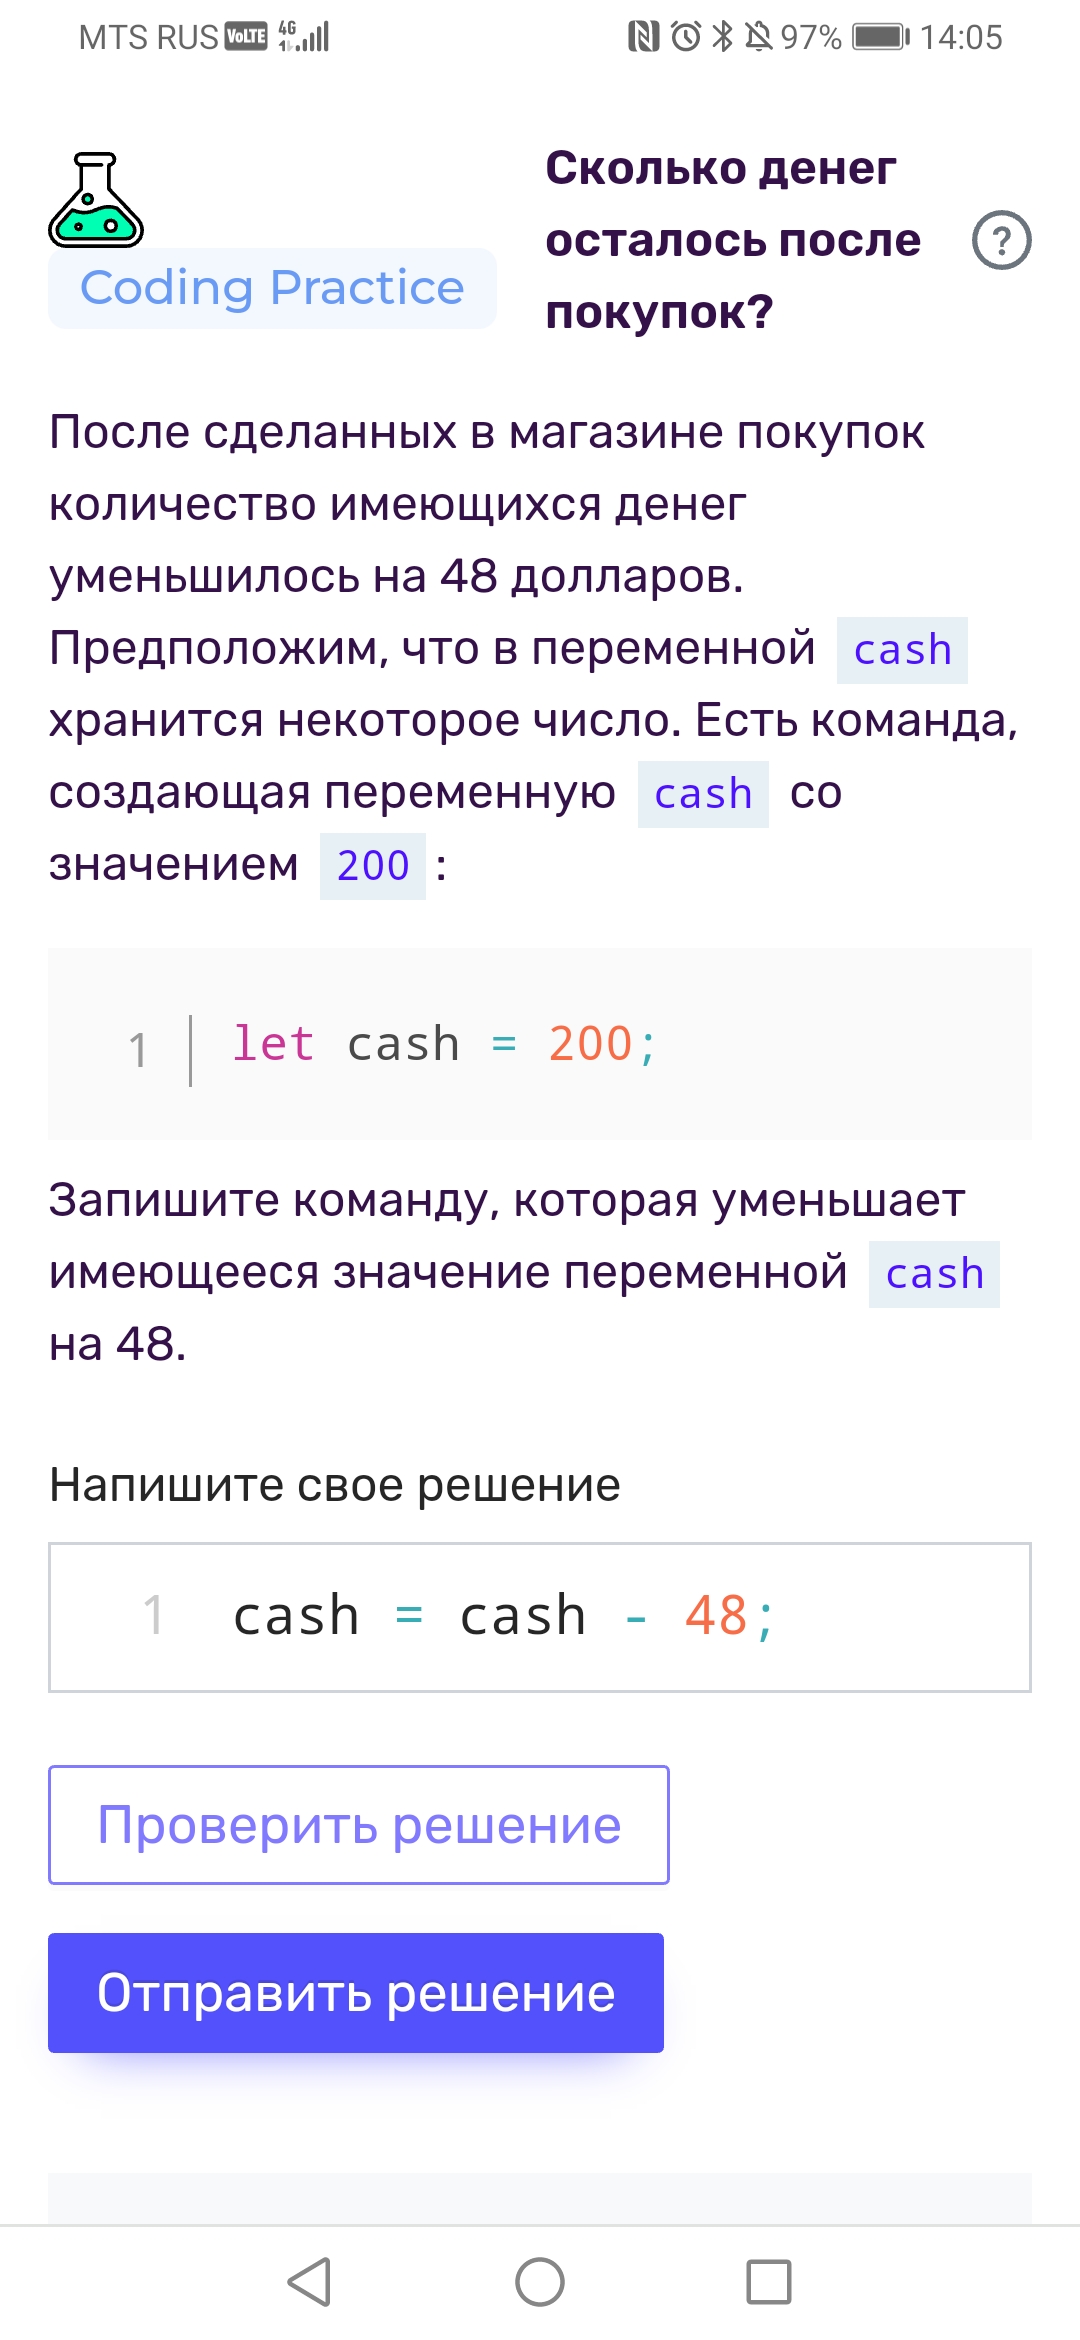 MTS RUS VoLTE 4G 97% 14:05
Coding Practice
Сколько денег
осталось после
покупок?
?
После сделанных в магазине покупок
количество имеющихся денег
уменьшилось на 48 долларов.
Предположим, что в переменной cash
хранится некоторое число. Есть команда,
создающая переменную cash со
значением 200 :
1 let cash = 200;
Запишите команду, которая уменьшает
имеющееся значение переменной cash
на 48.
Напишите свое решение
1 cash = cash - 48;
Проверить решение
Отправить решение